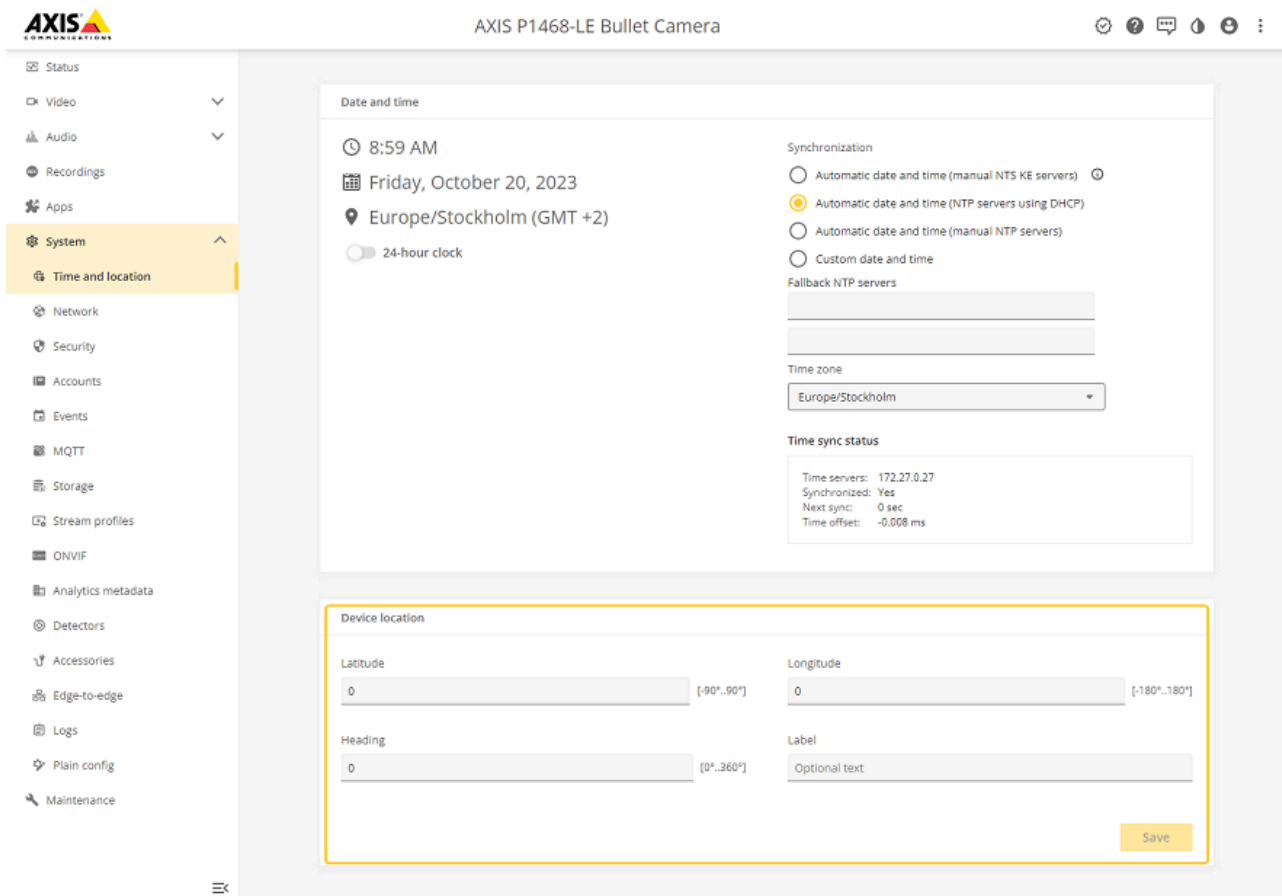 AXIS
COMMUNICATIONS
AXIS P1468-LE Bullet Camera
Status
Video
Audio
Recordings
Apps
System
Time and location
Network
Security
Accounts
Events
MQTT
Storage
Stream profiles
ONVIF
Analytics metadata
Detectors
Accessories
Edge-to-edge
Logs
Plain config
Maintenance
Date and time
8:59 AM
Friday, October 20, 2023
Europe/Stockholm (GMT +2)
24-hour clock
Synchronization
Automatic date and time (manual NTS KE servers)
Automatic date and time (NTP servers using DHCP)
Automatic date and time (manual NTP servers)
Custom date and time
Fallback NTP servers
Time zone
Europe/Stockholm
Time sync status
Time servers: 172.27.0.27
Synchronized: Yes
Next sync: 0 sec
Time offset: -0.008 ms
Device location
Latitude
0 [-90°..90°]
Longitude
0 [-180°..180°]
Heading
0 [0°..360°]
Label
Optional text
Save